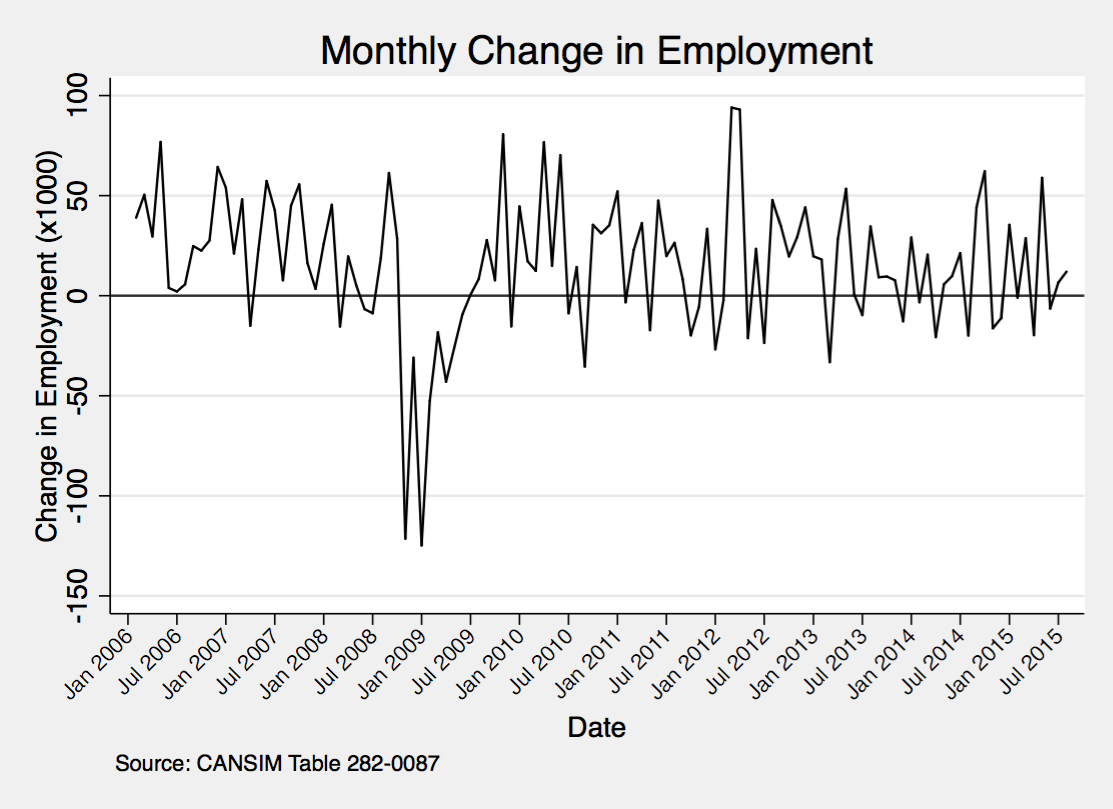 Monthly Change in Employment
Change in Employment (x1000)
100
50
0
-50
-100
-150
Jan 2006
Jul 2006
Jan 2007
Jul 2007
Jan 2008
Jul 2008
Jan 2009
Jul 2009
Jan 2010
Jul 2010
Jan 2011
Jul 2011
Jan 2012
Jul 2012
Jan 2013
Jul 2013
Jan 2014
Jul 2014
Jan 2015
Jul 2015
Date
Source: CANSIM Table 282-0087